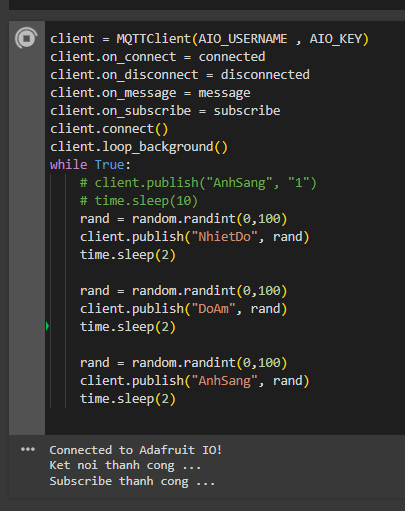 client = MQTTClient(AIO_USERNAME , AIO_KEY)
client.on_connect = connected
client.on_disconnect = disconnected
client.on_message = message
client.on_subscribe = subscribe
client.connect()
client.loop_background()
while True:
    # client.publish("AnhSang", "1")
    # time.sleep(10)
    rand = random.randint(0,100)
    client.publish("NhietDo", rand)
    time.sleep(2)

    rand = random.randint(0,100)
    client.publish("DoAm", rand)
    time.sleep(2)

    rand = random.randint(0,100)
    client.publish("AnhSang", rand)
    time.sleep(2)

Connected to Adafruit IO!
Ket noi thanh cong ...
Subscribe thanh cong ...